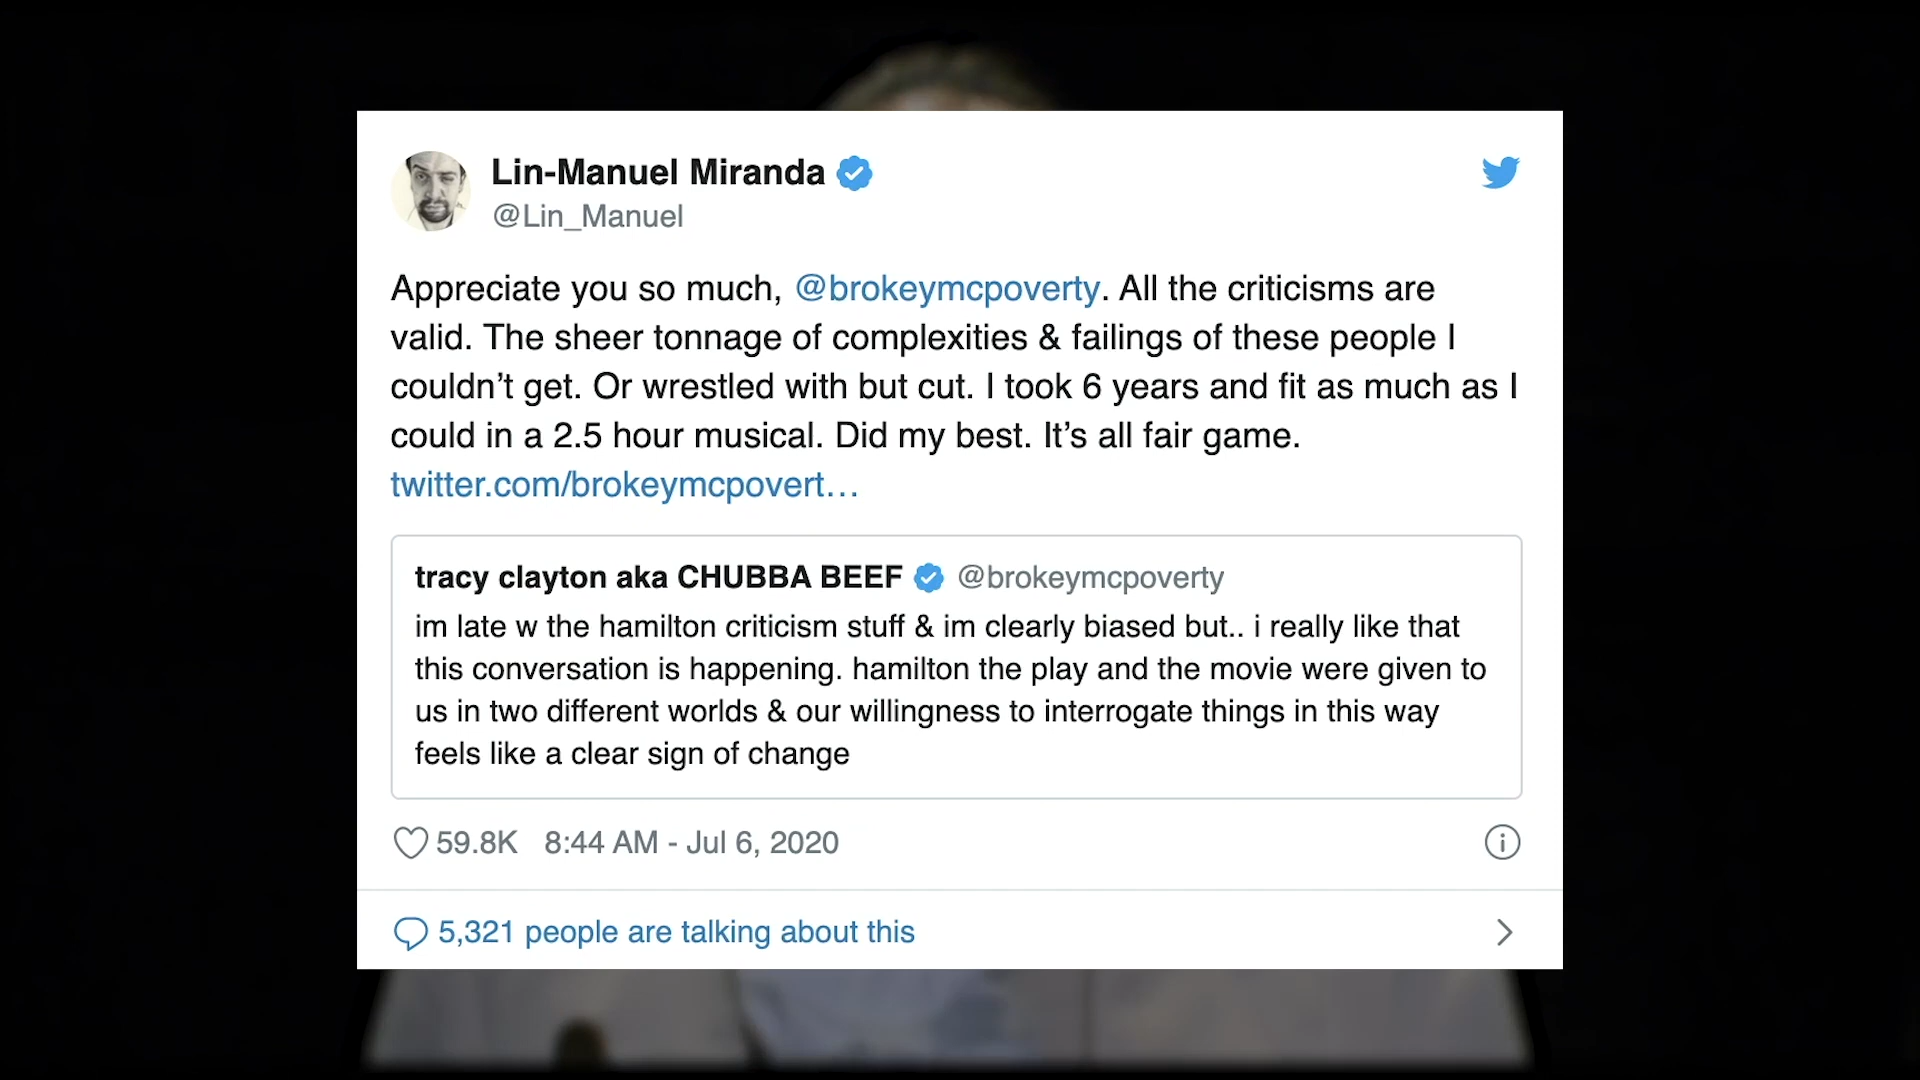 Lin-Manuel Miranda
@Lin_Manuel
Appreciate you so much, @brokeymcpoverty. All the criticisms are
valid. The sheer tonnage of complexities & failings of these people I
couldn’t get. Or wrestled with but cut. I took 6 years and fit as much as I
could in a 2.5 hour musical. Did my best. It’s all fair game.
twitter.com/brokeymcpovert…
tracy clayton aka CHUBBA BEEF @brokeymcpoverty
im late w the hamilton criticism stuff & im clearly biased but.. i really like that
this conversation is happening. hamilton the play and the movie were given to
us in two different worlds & our willingness to interrogate things in this way
feels like a clear sign of change
59.8K 8:44 AM - Jul 6, 2020
5,321 people are talking about this